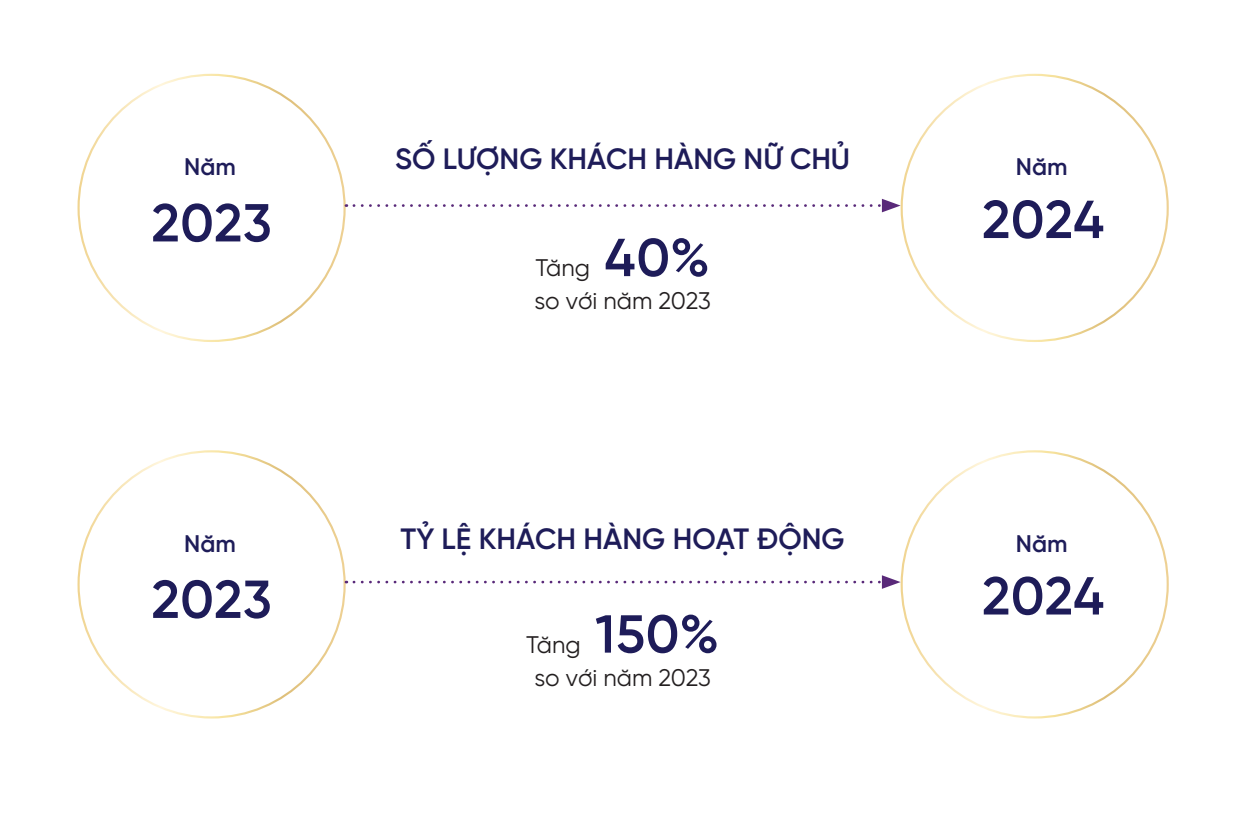 Năm
2023
SỐ LƯỢNG KHÁCH HÀNG NỮ CHỦ
Tăng 40%
so với năm 2023
Năm
2024
Năm
2023
TỶ LỆ KHÁCH HÀNG HOẠT ĐỘNG
Tăng 150%
so với năm 2023
Năm
2024